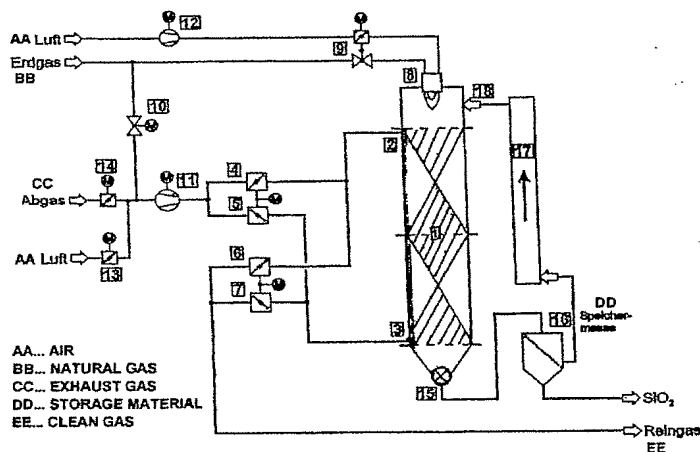 12
AA Luft
9
Erdgas
BB
8
18
10
2
17
14
4
CC
Abgas
11
5
1
AA Luft
13
6
7
3
DD
Speicher-
masse
16
15
AA... AIR
BB... NATURAL GAS
CC... EXHAUST GAS
DD... STORAGE MATERIAL
EE... CLEAN GAS
SiO₂
Reingas
EE